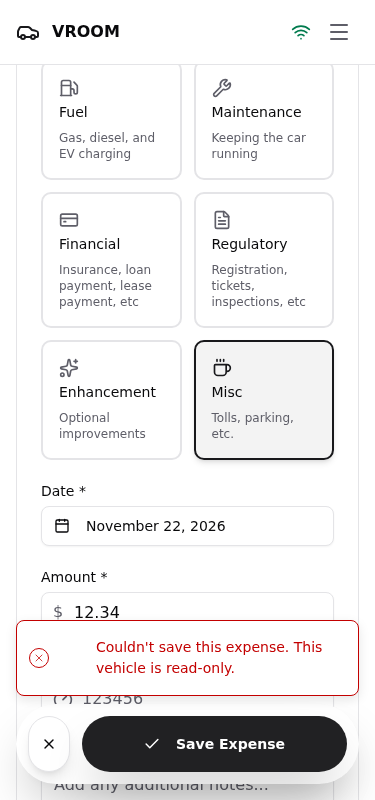 VROOM
Fuel
Gas, diesel, and
EV charging
Maintenance
Keeping the car
running
Financial
Insurance, loan
payment, lease
payment, etc
Regulatory
Registration,
tickets,
inspections, etc
Enhancement
Optional
improvements
Misc
Tolls, parking,
etc.
Date *
November 22, 2026
Amount *
$ 12.34
Couldn't save this expense. This
vehicle is read-only.
123456
Save Expense
Add any additional notes...